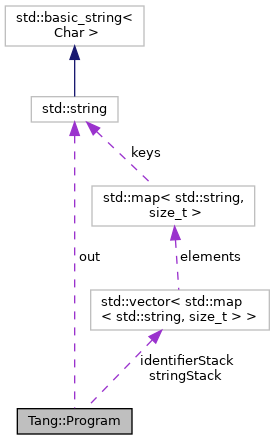 std::basic_string<
Char >
std::string
keys
std::map< std::string,
size_t >
out
elements
std::vector< std::map
< std::string, size_t > >
identifierStack
stringStack
Tang::Program